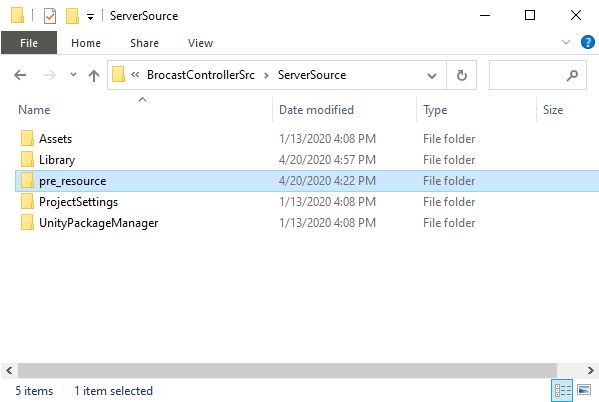 ServerSource
File Home Share View
« BrocastControllerSrc > ServerSource
Name Date modified Type Size
Assets 1/13/2020 4:08 PM File folder
Library 4/20/2020 4:57 PM File folder
pre_resource 4/20/2020 4:22 PM File folder
ProjectSettings 1/13/2020 4:08 PM File folder
UnityPackageManager 1/13/2020 4:08 PM File folder
5 items 1 item selected